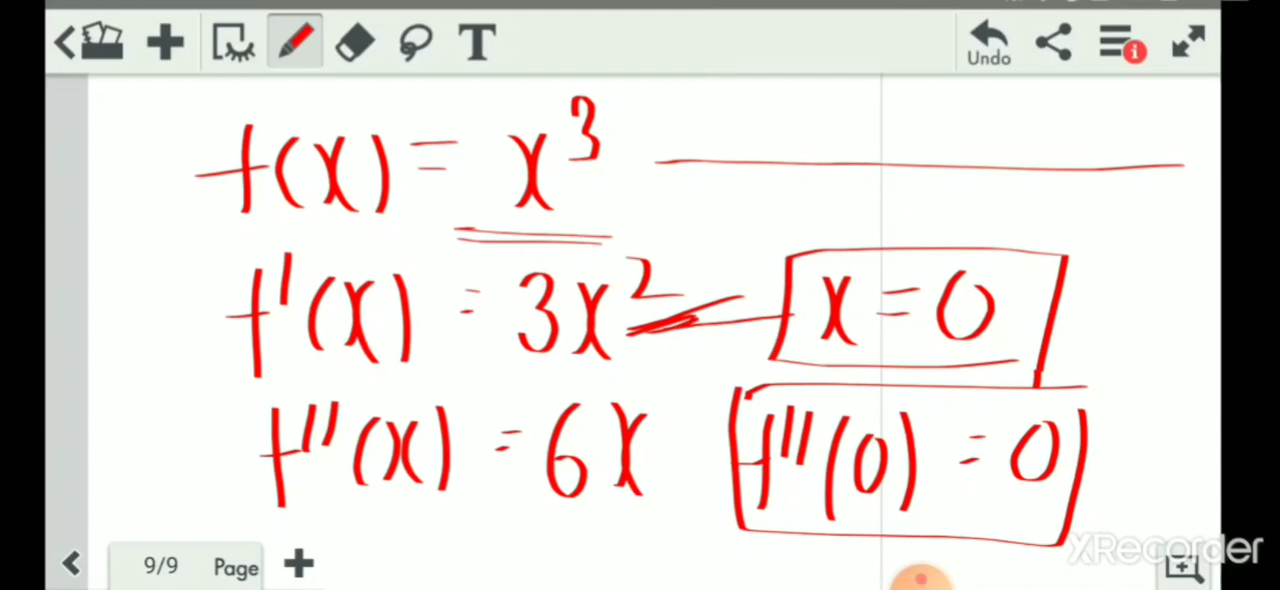 Undo
f(x) = x³
f'(x) = 3x² x = 0
f''(x) = 6x f''(0) = 0
9/9 Page
XRecorder